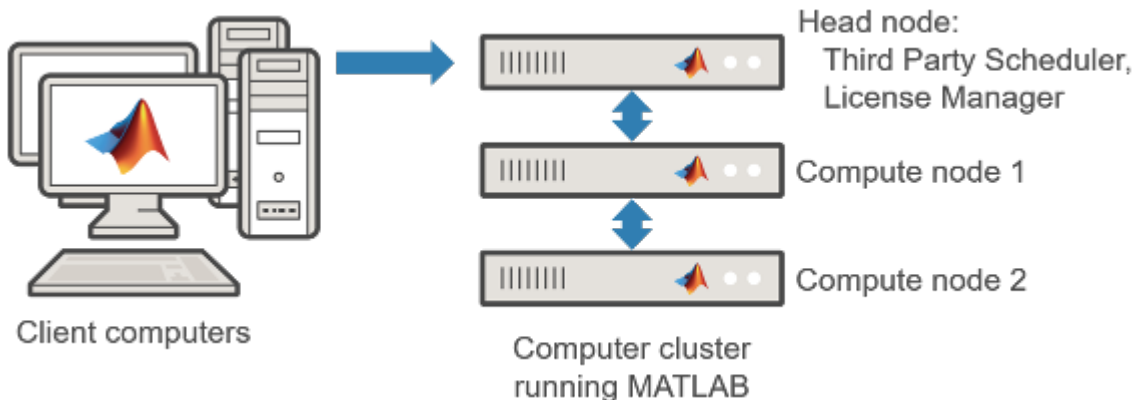 Head node:
Third Party Scheduler,
License Manager
Compute node 1
Compute node 2
Client computers
Computer cluster
running MATLAB